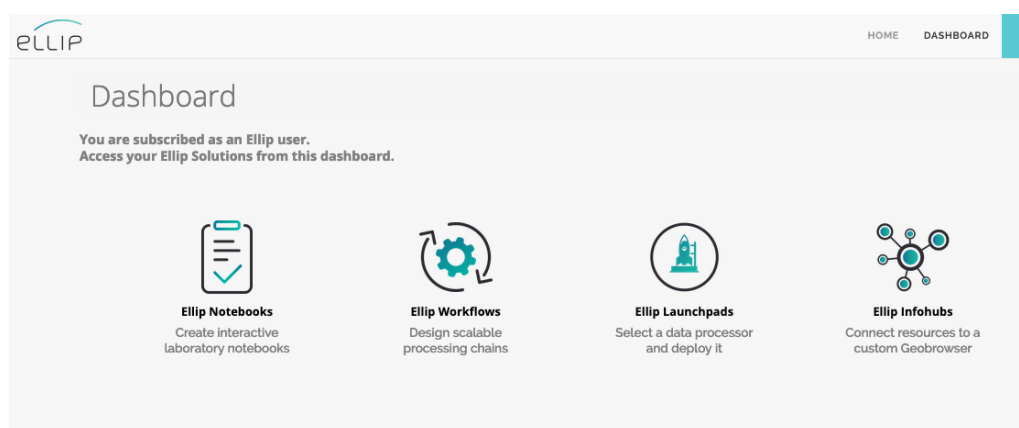 ellip
HOME DASHBOARD
Dashboard
You are subscribed as an Ellip user.
Access your Ellip Solutions from this dashboard.
Ellip Notebooks
Create interactive
laboratory notebooks
Ellip Workflows
Design scalable
processing chains
Ellip Launchpads
Select a data processor
and deploy it
Ellip Infohubs
Connect resources to a
custom Geobrowser